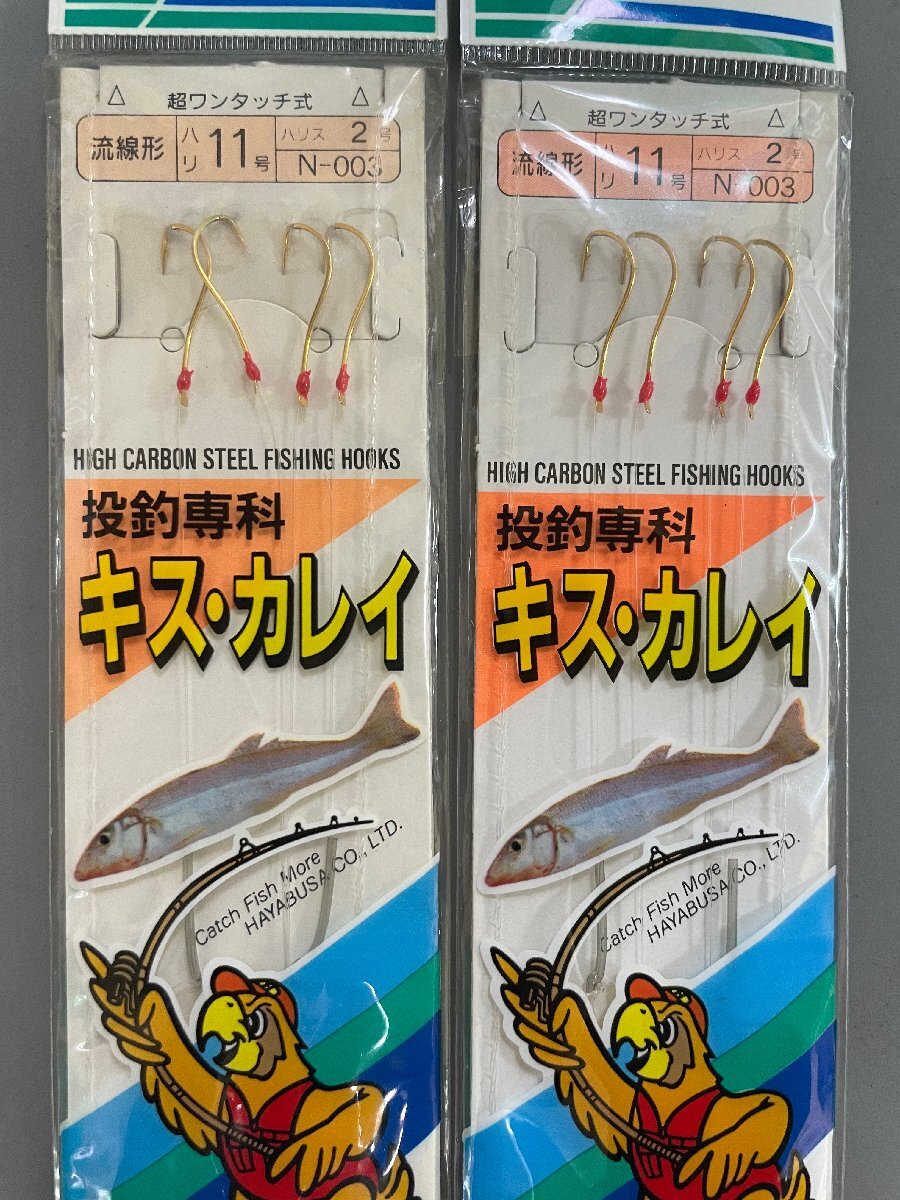 超ワンタッチ式
流線形 ハリ 11号 ハリス 2号
N-003
HIGH CARBON STEEL FISHING HOOKS
投釣専科
キス・カレイ
Catch Fish More
HAYABUSA CO., LTD.
超ワンタッチ式
流線形 ハリ 11号 ハリス 2号
N-003
HIGH CARBON STEEL FISHING HOOKS
投釣専科
キス・カレイ
Catch Fish More
HAYABUSA CO., LTD.